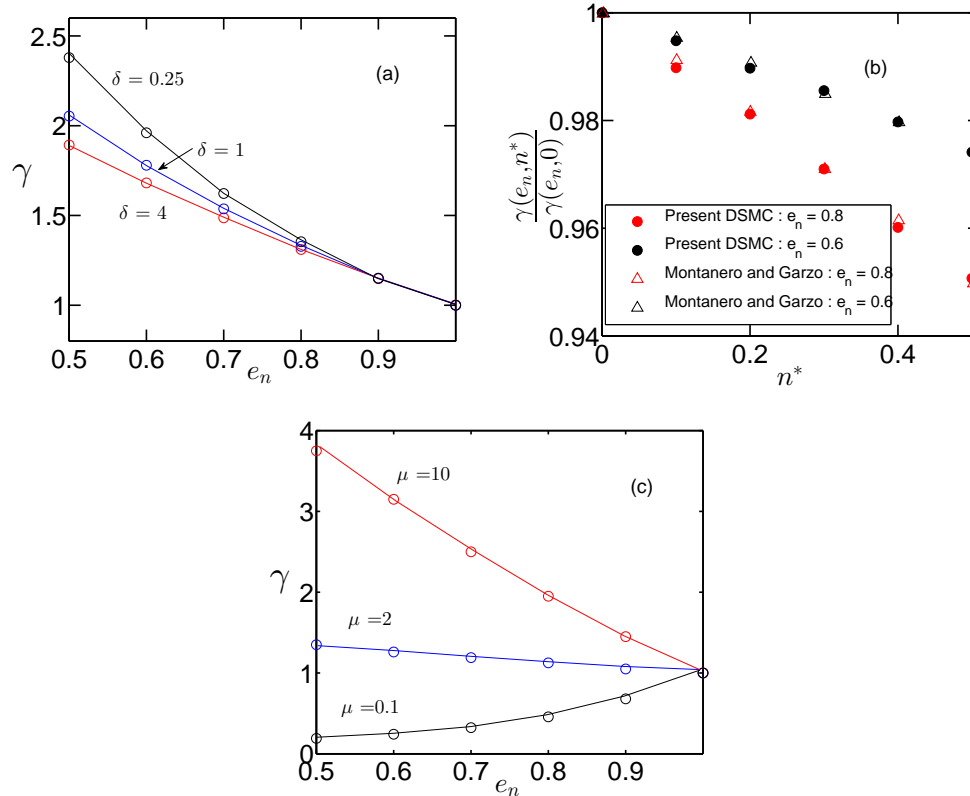 (a)
2.5
2
1.5
1
γ
δ = 0.25
δ = 1
δ = 4
0.5 0.6 0.7 0.8 0.9
e_n
(b)
1
0.98
0.96
0.94
γ(e_n, n*)
γ(e_n, 0)
Present DSMC : e_n = 0.8
Present DSMC : e_n = 0.6
Montanero and Garzo : e_n = 0.8
Montanero and Garzo : e_n = 0.6
0 0.2 0.4
n*
(c)
4
3
2
1
0
γ
μ =10
μ =2
μ =0.1
0.5 0.6 0.7 0.8 0.9
e_n